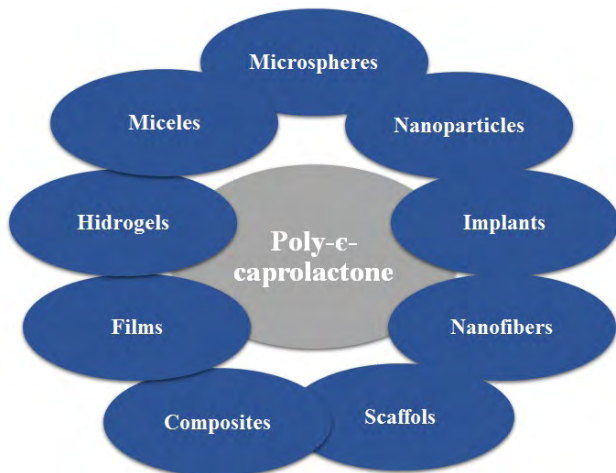 Microspheres
Miceles
Nanoparticles
Hidrogels
Implants
Poly-є-
caprolactone
Films
Nanofibers
Composites
Scaffols